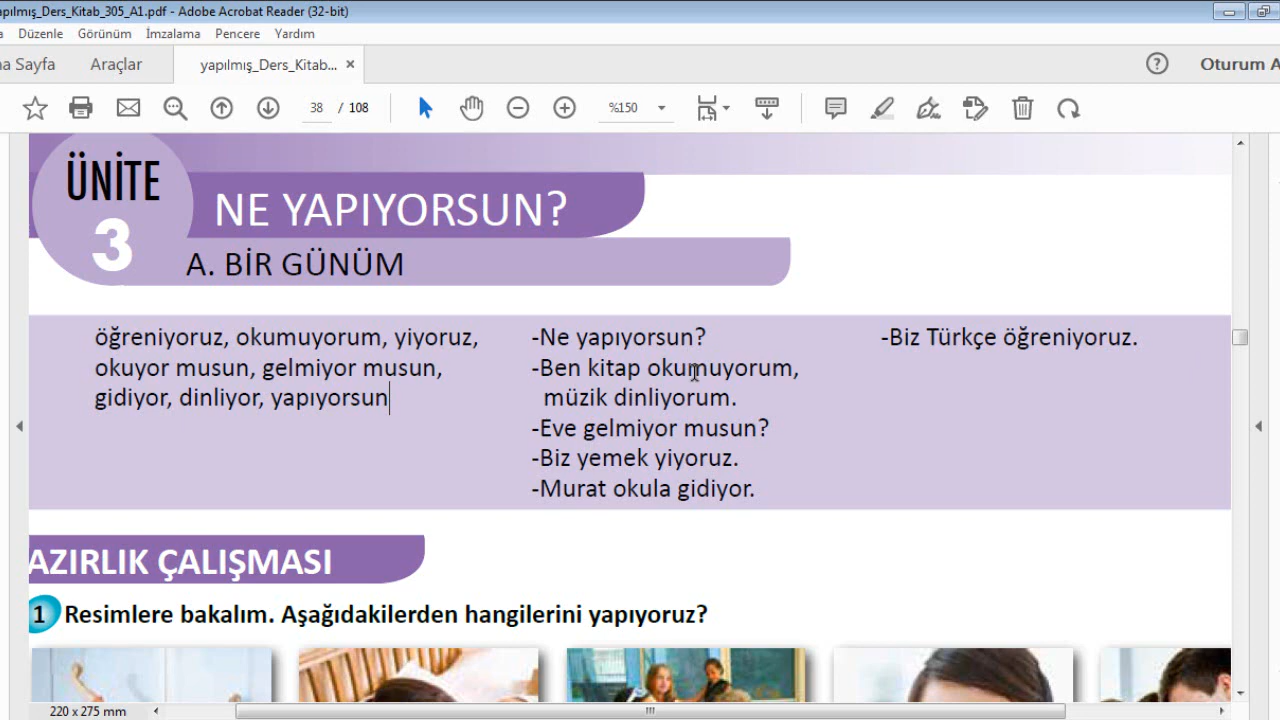 apılmış_Ders_Kitab_305_A1.pdf - Adobe Acrobat Reader (32-bit)
Düzenle Görünüm İmzalama Pencere Yardım
a Sayfa Araçlar yapılmış_Ders_Kitab... × ? Oturum A
38 / 108 %150
ÜNİTE
3
NE YAPIYORSUN?
A. BİR GÜNÜM
öğreniyoruz, okumuyorum, yiyoruz,
okuyor musun, gelmiyor musun,
gidiyor, dinliyor, yapıyorsun
-Ne yapıyorsun?
-Ben kitap okumuyorum,
müzik dinliyorum.
-Eve gelmiyor musun?
-Biz yemek yiyoruz.
-Murat okula gidiyor.
-Biz Türkçe öğreniyoruz.
AZIRLIK ÇALIŞMASI
1 Resimlere bakalım. Aşağıdakilerden hangilerini yapıyoruz?
220 x 275 mm